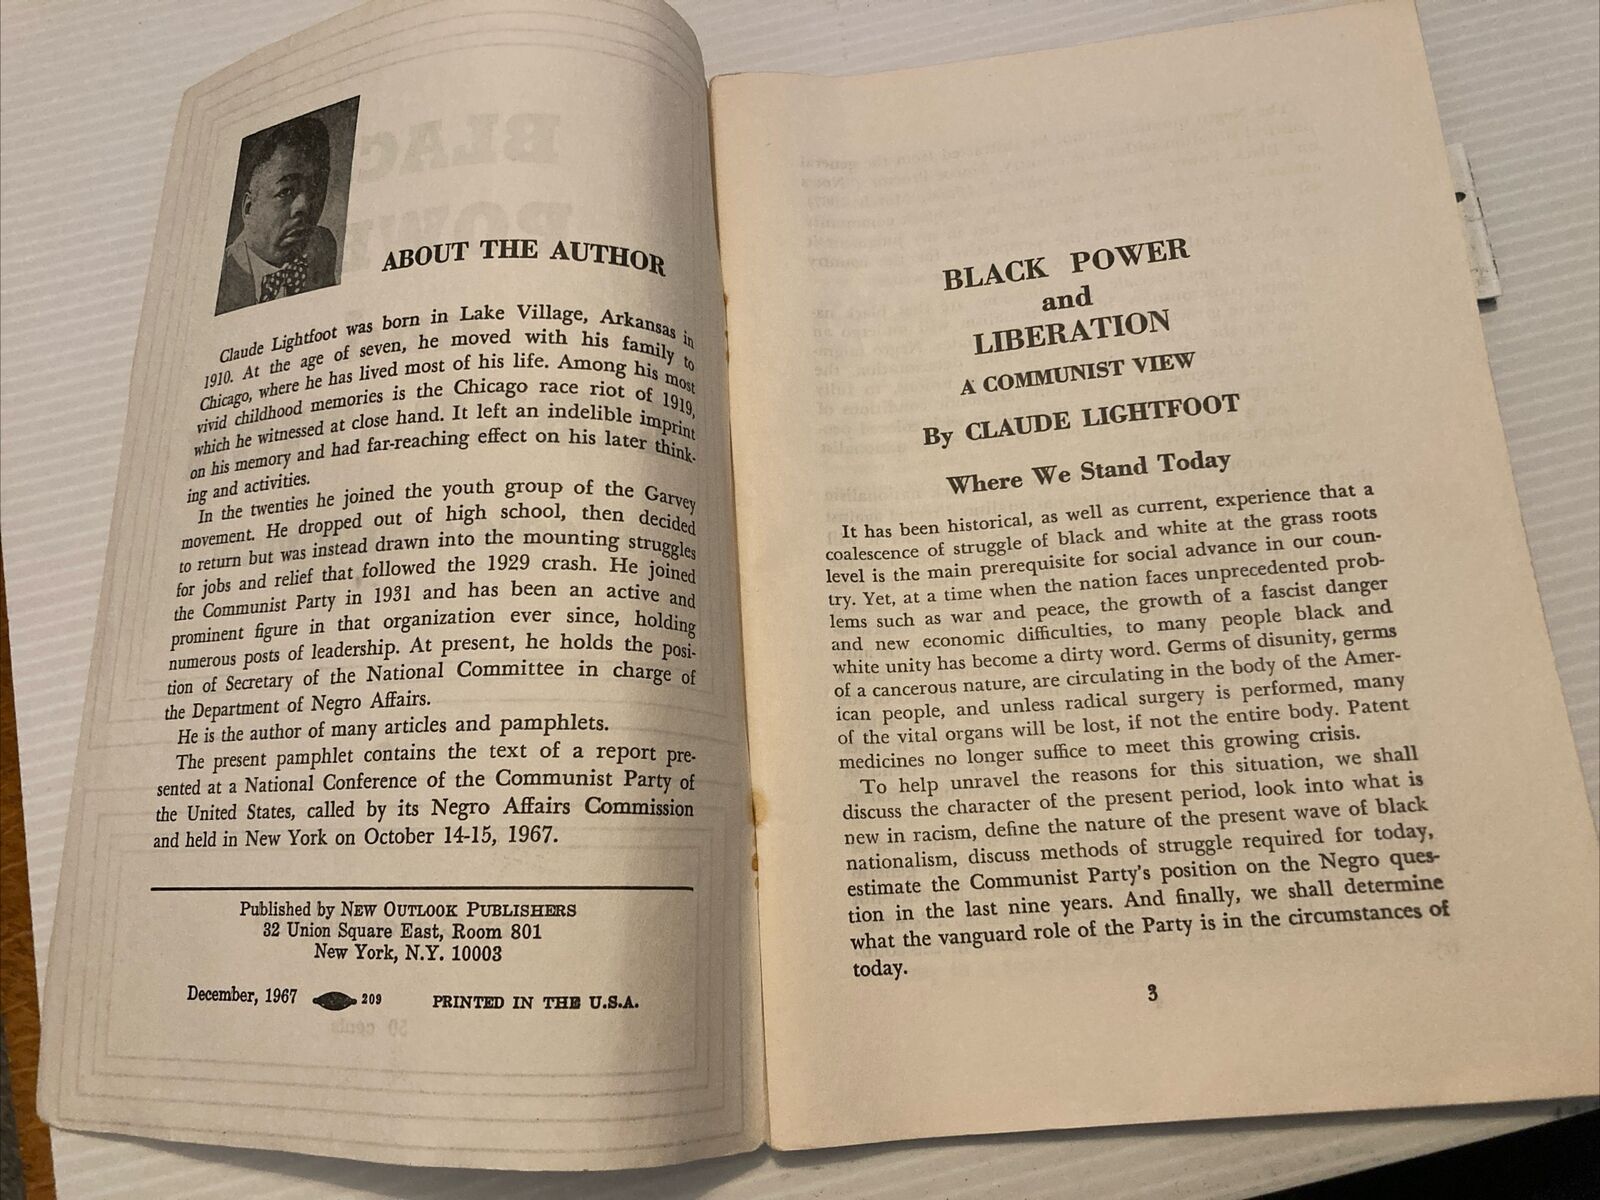 ABOUT THE AUTHOR
Claude Lightfoot was born in Lake Village, Arkansas in
1910. At the age of seven, he moved with his family to
Chicago, where he has lived most of his life. Among his most
vivid childhood memories is the Chicago race riot of 1919,
which he witnessed at close hand. It left an indelible imprint
on his memory and had far-reaching effect on his later think-
ing and activities.
In the twenties he joined the youth group of the Garvey
movement. He dropped out of high school, then decided
to return but was instead drawn into the mounting struggles
for jobs and relief that followed the 1929 crash. He joined
the Communist Party in 1931 and has been an active and
prominent figure in that organization ever since, holding
numerous posts of leadership. At present, he holds the posi-
tion of Secretary of the National Committee in charge of
the Department of Negro Affairs.
He is the author of many articles and pamphlets.
The present pamphlet contains the text of a report pre-
sented at a National Conference of the Communist Party of
the United States, called by its Negro Affairs Commission
and held in New York on October 14-15, 1967.
Published by NEW OUTLOOK PUBLISHERS
32 Union Square East, Room 801
New York, N.Y. 10003
December, 1967 209 PRINTED IN THE U.S.A.
BLACK POWER
and
LIBERATION
A COMMUNIST VIEW
By CLAUDE LIGHTFOOT
Where We Stand Today
It has been historical, as well as current, experience that a
coalescence of struggle of black and white at the grass roots
level is the main prerequisite for social advance in our coun-
try. Yet, at a time when the nation faces unprecedented prob-
lems such as war and peace, the growth of a fascist danger
and new economic difficulties, to many people black and
white unity has become a dirty word. Germs of disunity, germs
of a cancerous nature, are circulating in the body of the Amer-
ican people, and unless radical surgery is performed, many
of the vital organs will be lost, if not the entire body. Patent
medicines no longer suffice to meet this growing crisis.
To help unravel the reasons for this situation, we shall
discuss the character of the present period, look into what is
new in racism, define the nature of the present wave of black
nationalism, discuss methods of struggle required for today,
estimate the Communist Party's position on the Negro ques-
tion in the last nine years. And finally, we shall determine
what the vanguard role of the Party is in the circumstances of
today.
3